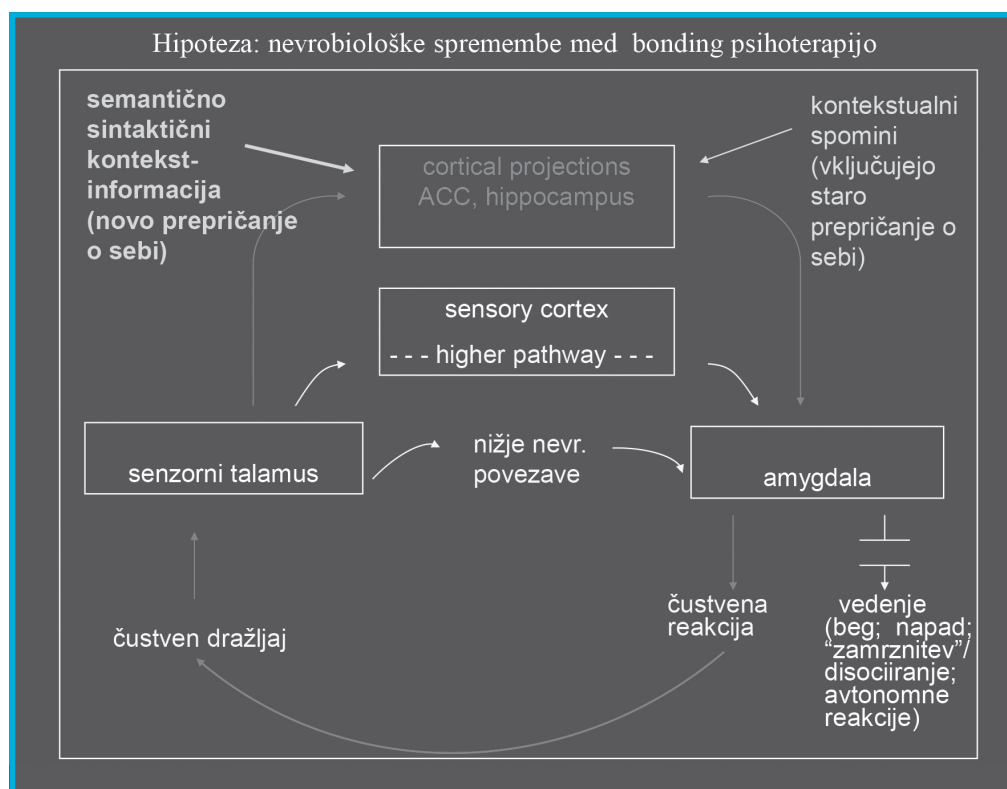 Hipoteza: nevrobiološke spremembe med bonding psihoterapijo
semantično
sintaktični
kontekst-
informacija
(novo prepričanje
o sebi)
cortical projections
ACC, hippocampus
kontekstualni
spomini
(vključujejo
staro
prepričanje o
sebi)
sensory cortex
- - - higher pathway - - -
senzorni talamus
nižje nevr.
povezave
amygdala
čustven dražljaj
čustvena
reakcija
vedenje
(beg; napad;
“zamrznitev”/
disociiranje;
avtonomne
reakcije)